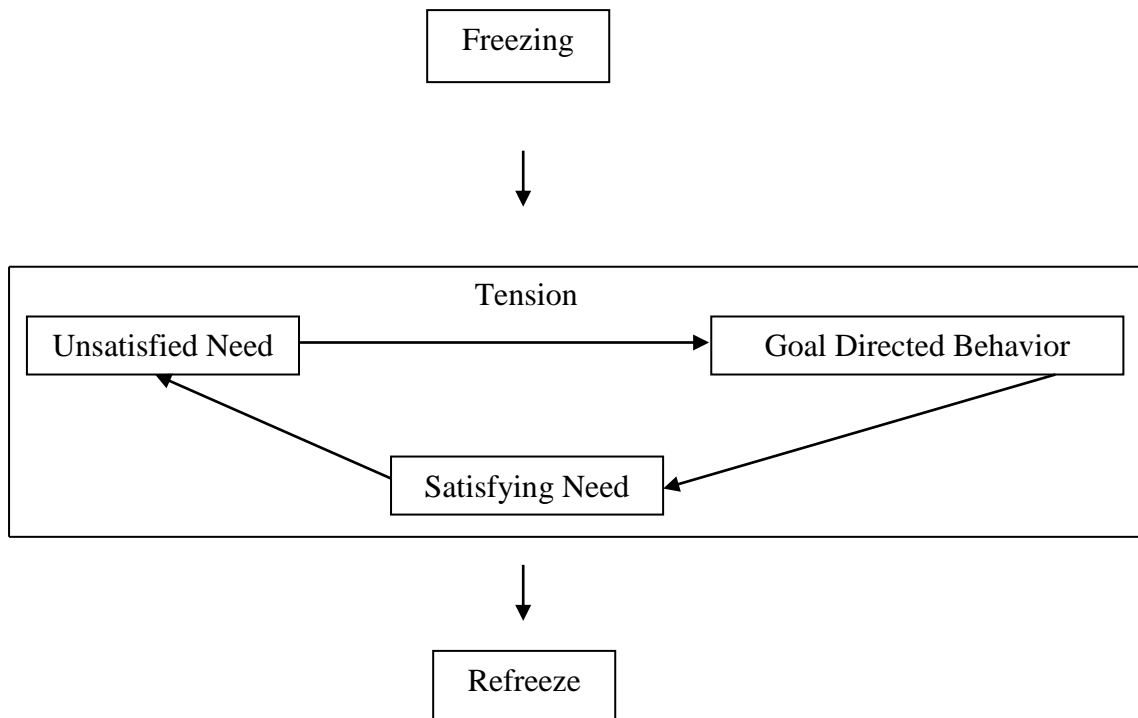 Freezing
Tension
Unsatisfied Need
Goal Directed Behavior
Satisfying Need
Refreeze